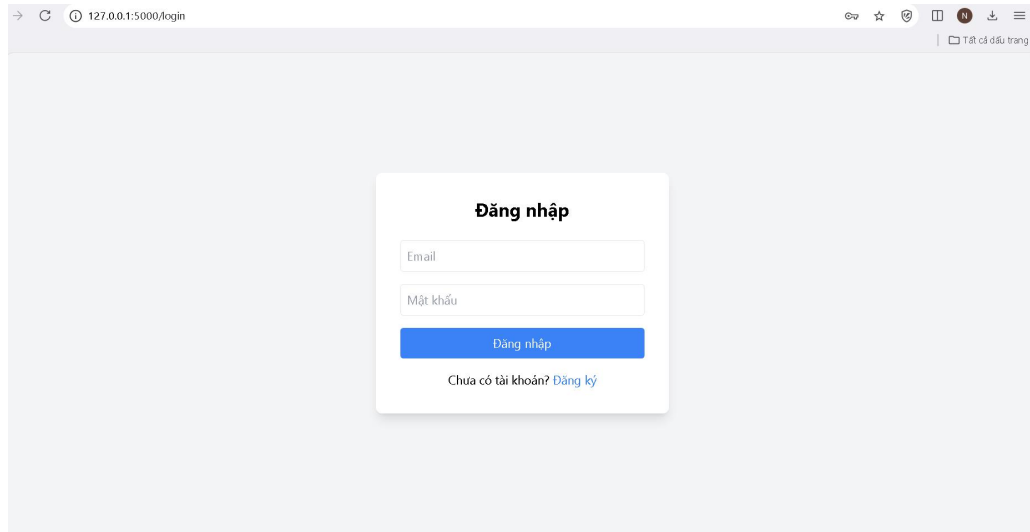 127.0.0.1:5000/login
N
Tất cả dấu trang
Đăng nhập
Email
Mật khẩu
Đăng nhập
Chưa có tài khoản? Đăng ký